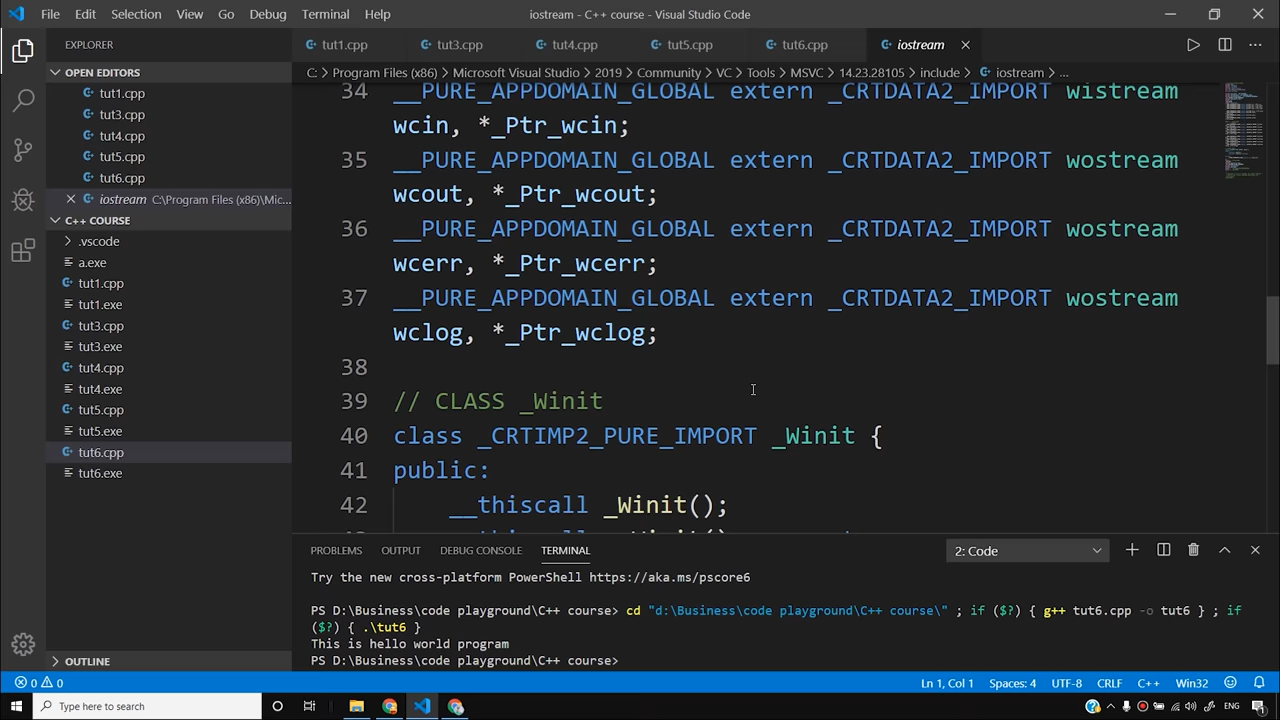 File Edit Selection View Go Debug Terminal Help
iostream - C++ course - Visual Studio Code
EXPLORER
tut1.cpp tut3.cpp tut4.cpp tut5.cpp tut6.cpp iostream
OPEN EDITORS
tut1.cpp
tut3.cpp
tut4.cpp
tut5.cpp
tut6.cpp
iostream C:\Program Files (x86)\Mic...
C++ COURSE
.vscode
a.exe
tut1.cpp
tut1.exe
tut3.cpp
tut3.exe
tut4.cpp
tut4.exe
tut5.cpp
tut5.exe
tut6.cpp
tut6.exe
OUTLINE
C: > Program Files (x86) > Microsoft Visual Studio > 2019 > Community > VC > Tools > MSVC > 14.23.28105 > include > iostream > ...
34 __PURE_APPDOMAIN_GLOBAL extern _CRTDATA2_IMPORT wistream
wcin, *_Ptr_wcin;
35 __PURE_APPDOMAIN_GLOBAL extern _CRTDATA2_IMPORT wostream
wcout, *_Ptr_wcout;
36 __PURE_APPDOMAIN_GLOBAL extern _CRTDATA2_IMPORT wostream
wcerr, *_Ptr_wcerr;
37 __PURE_APPDOMAIN_GLOBAL extern _CRTDATA2_IMPORT wostream
wclog, *_Ptr_wclog;
38
39 // CLASS _Winit
40 class _CRTIMP2_PURE_IMPORT _Winit {
41 public:
42 __thiscall _Winit();
PROBLEMS OUTPUT DEBUG CONSOLE TERMINAL
2: Code
Try the new cross-platform PowerShell https://aka.ms/pscore6
PS D:\Business\code playground\C++ course> cd "d:\Business\code playground\C++ course\" ; if ($?) { g++ tut6.cpp -o tut6 } ; if
($?) { .\tut6 }
This is hello world program
PS D:\Business\code playground\C++ course>
0 0
Ln 1, Col 1 Spaces: 4 UTF-8 CRLF C++ Win32
Type here to search
ENG